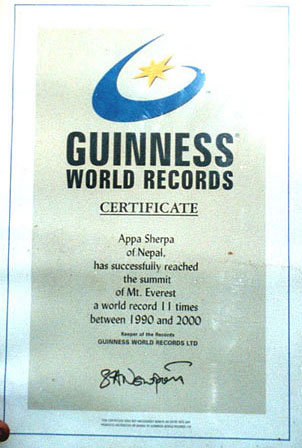 GUINNESS®
WORLD RECORDS
CERTIFICATE
Appa Sherpa
of Nepal,
has successfully reached
the summit
of Mt. Everest
a world record 11 times
between 1990 and 2000
Keeper of the Records
GUINNESS WORLD RECORDS LTD